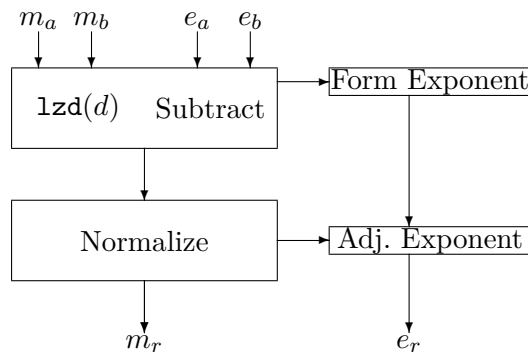 m_a m_b e_a e_b
lzd(d) Subtract Form Exponent
Normalize Adj. Exponent
m_r e_r